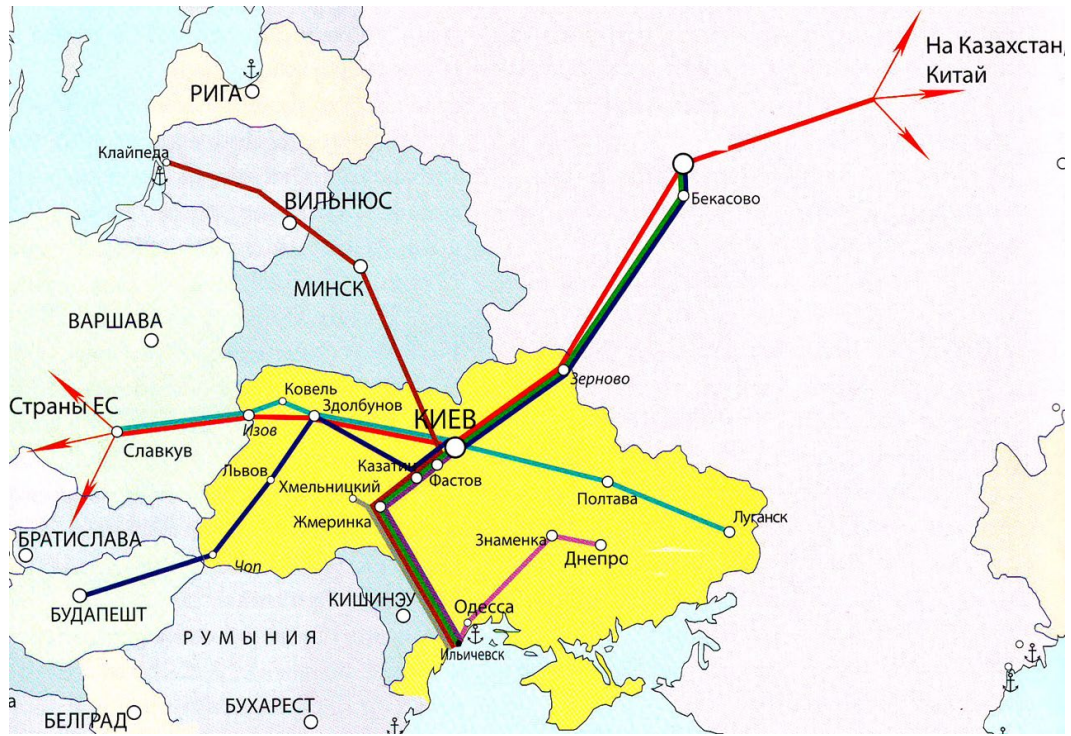 На Казахстан,
Китай
РИГА
Клайпеда
ВИЛЬНЮС
Бекасово
МИНСК
ВАРШАВА
Зерново
Ковель
Страны ЕС
Здолбунов
КИЕВ
Изов
Славкув
Львов
Казатин
Фастов
Хмельницкий
Полтава
Жмеринка
Луганск
Знаменка
БРАТИСЛАВА
Днепро
Чоп
БУДАПЕШТ
КИШИНЭУ
Одесса
РУМЫНИЯ
Ильичевск
а
БУХАРЕСТ
БЕЛГРАД